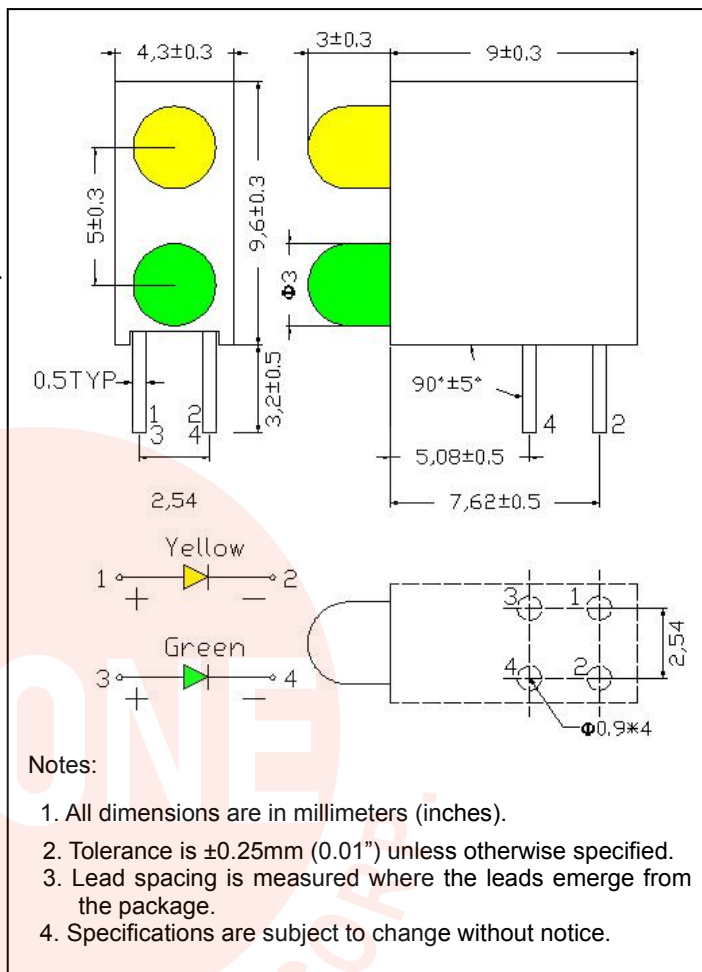 4,3±0.3
3±0.3
9±0.3
5±0.3
9,6±0.3
Φ3
0.5TYP
1 2
3 4
3,2±0.5
90°±5°
4 2
5,08±0.5
2,54
7,62±0.5
Yellow
1 2
+ −
Green
3 4
+ −
3 1
4 2
2,54
Φ0.9*4
ONE
CORP.
Notes:
1. All dimensions are in millimeters (inches).
2. Tolerance is ±0.25mm (0.01”) unless otherwise specified.
3. Lead spacing is measured where the leads emerge from
the package.
4. Specifications are subject to change without notice.